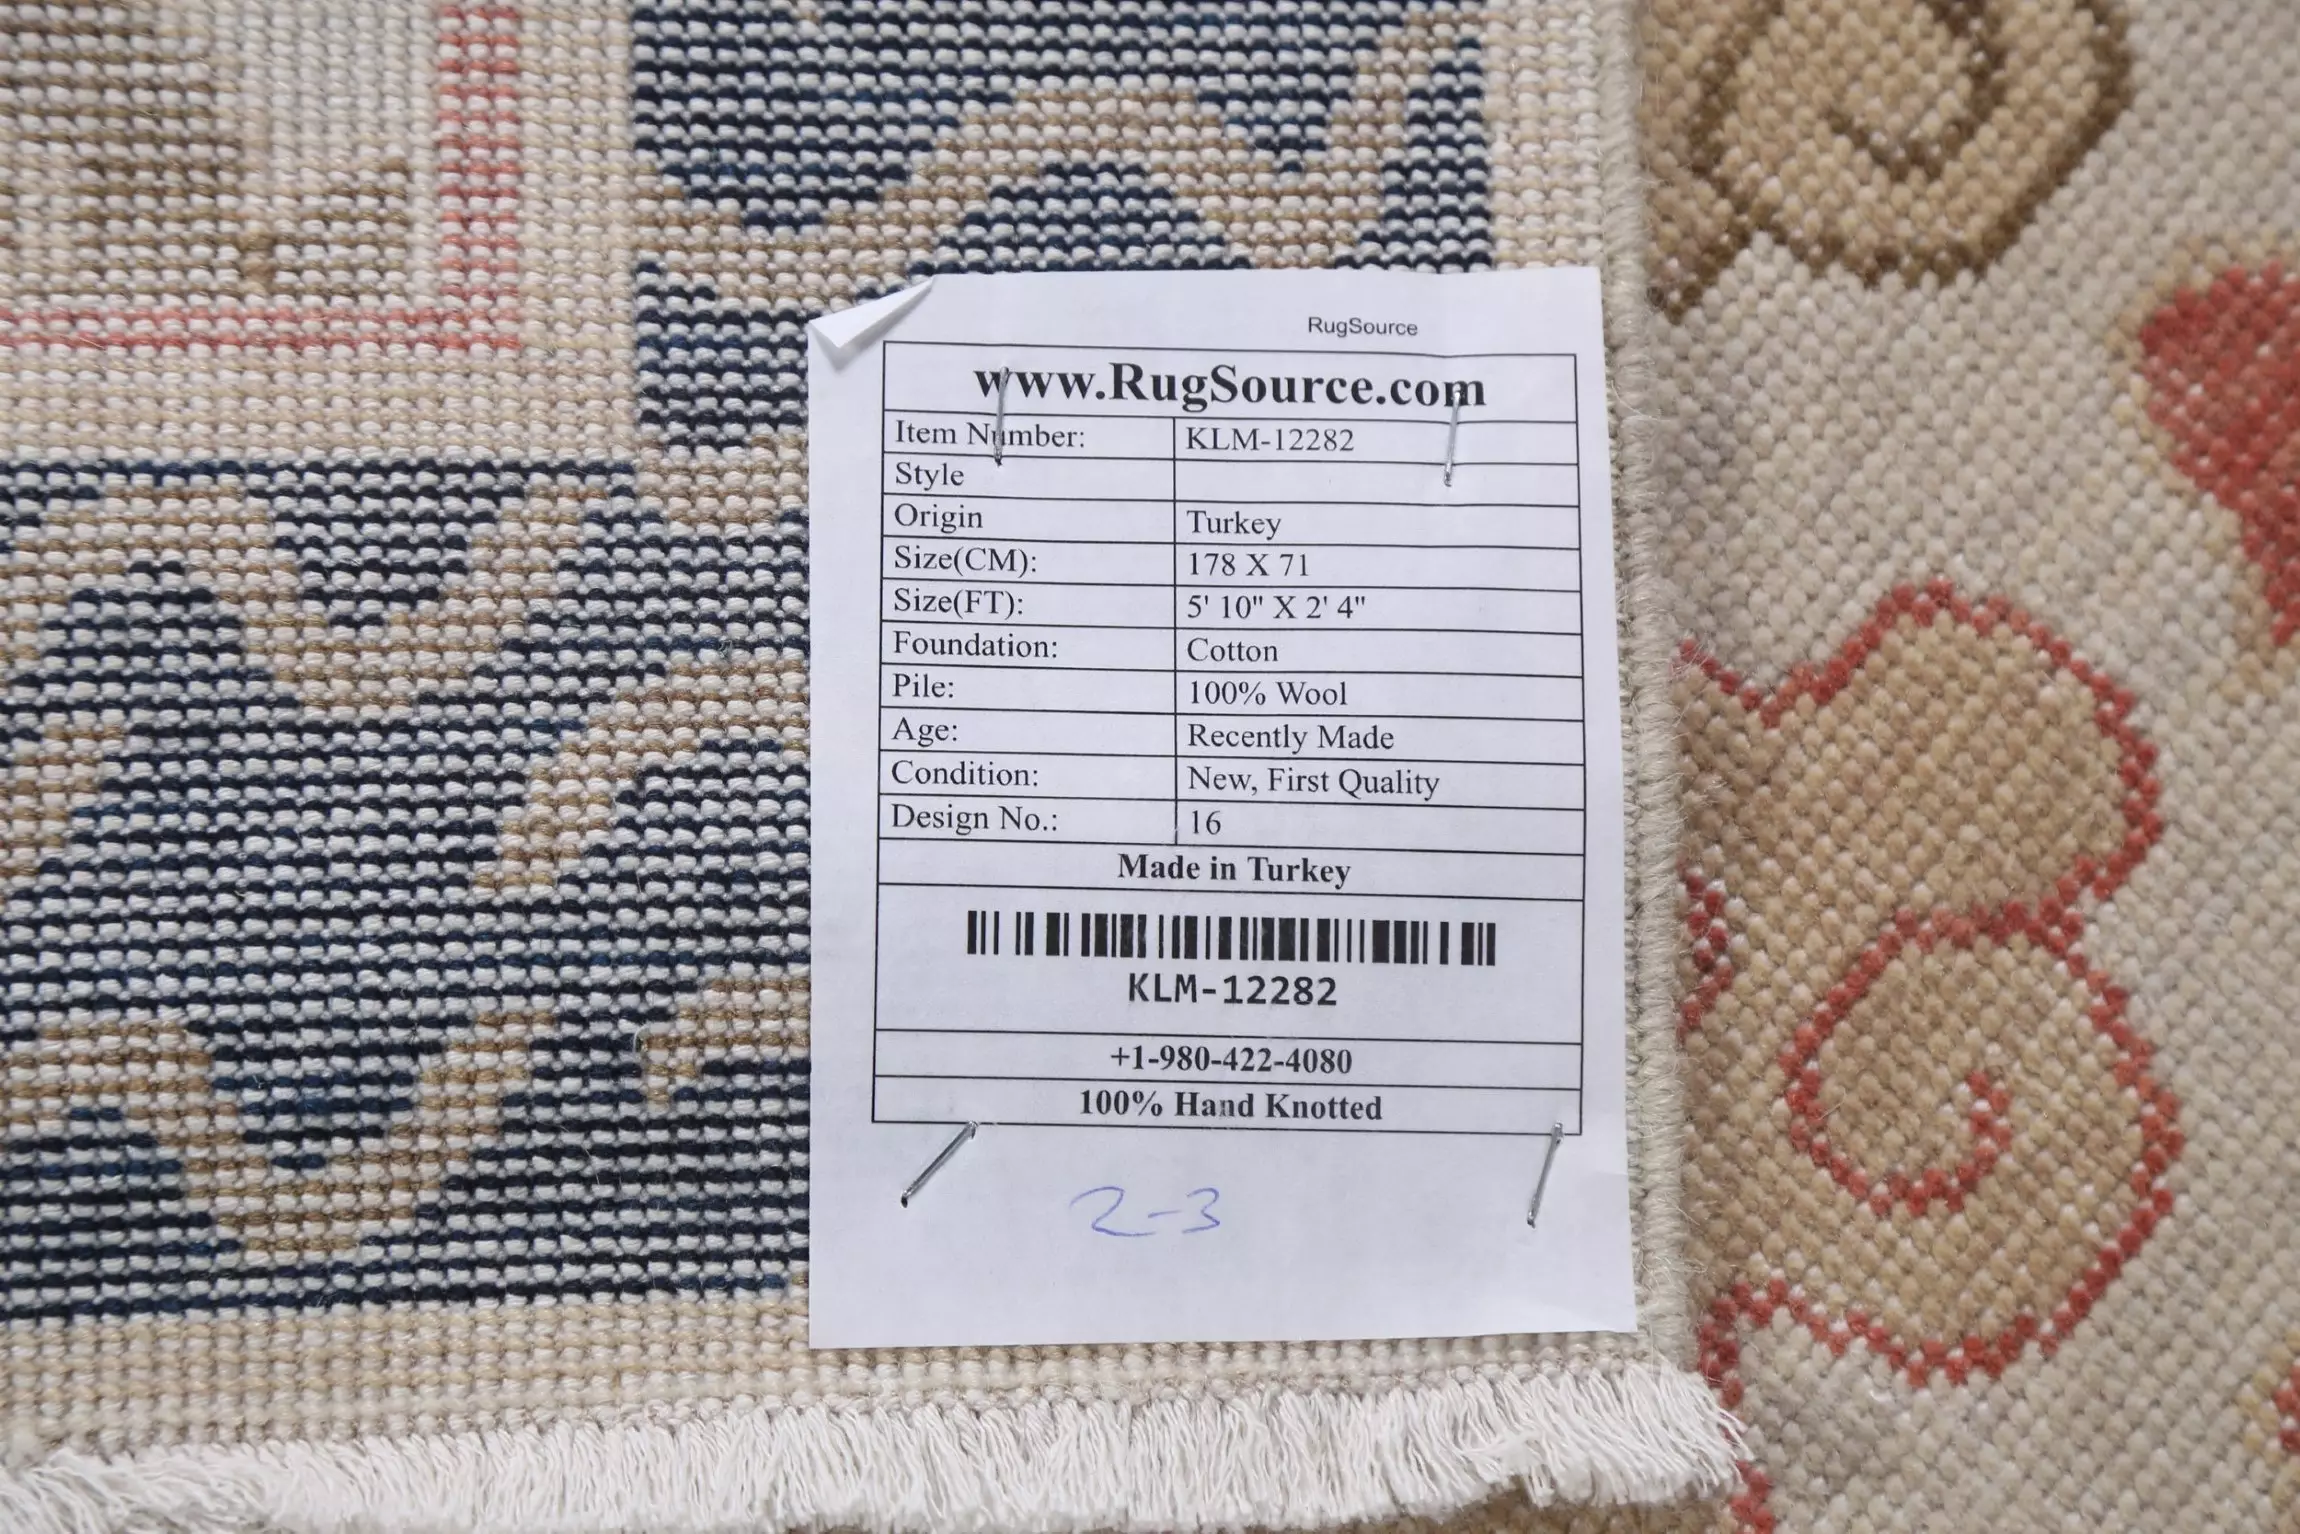 RugSource
www.RugSource.com
Item Number: KLM-12282
Style
Origin Turkey
Size(CM): 178 X 71
Size(FT): 5' 10" X 2' 4"
Foundation: Cotton
Pile: 100% Wool
Age: Recently Made
Condition: New, First Quality
Design No.: 16
Made in Turkey
KLM-12282
+1-980-422-4080
100% Hand Knotted
2-3